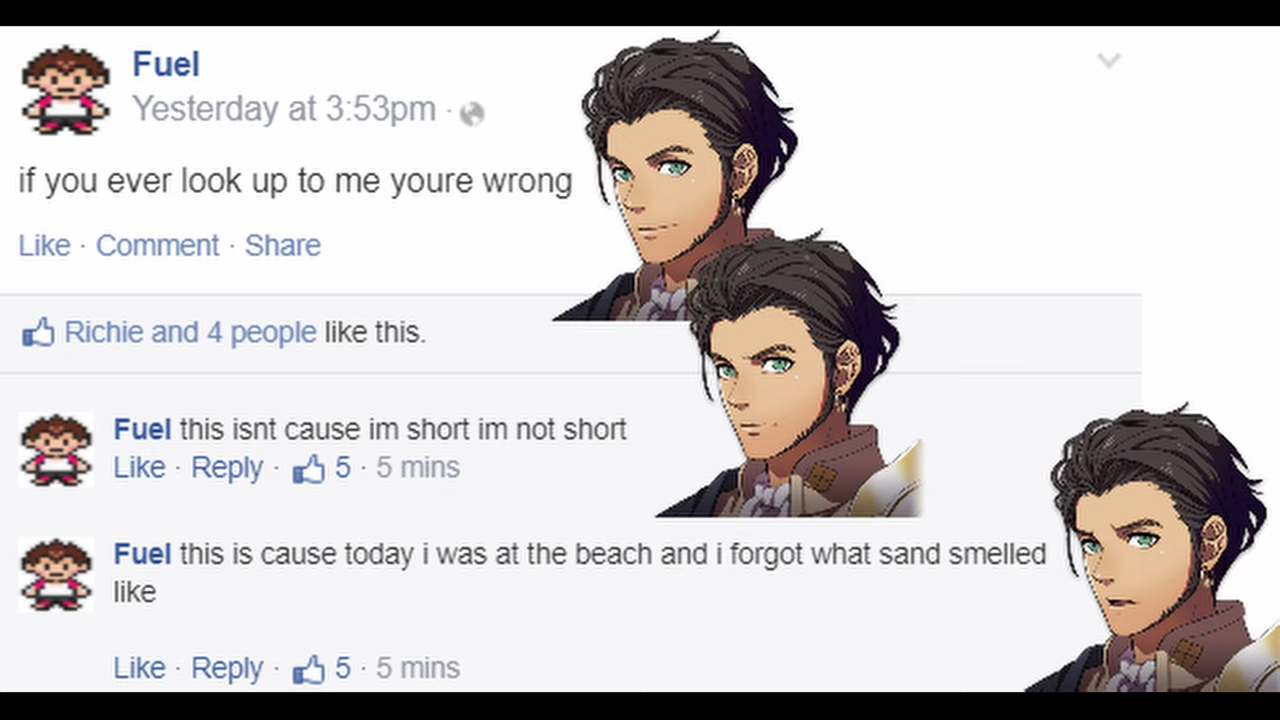 Fuel
Yesterday at 3:53pm ·
if you ever look up to me youre wrong
Like · Comment · Share
Richie and 4 people like this.
Fuel this isnt cause im short im not short
Like · Reply · 5 · 5 mins
Fuel this is cause today i was at the beach and i forgot what sand smelled
like
Like · Reply · 5 · 5 mins